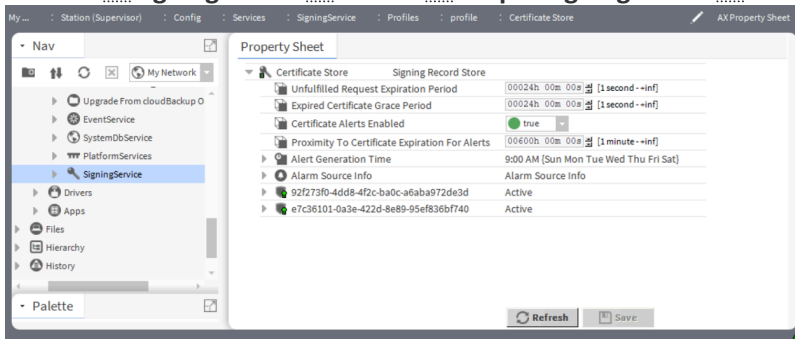 My ... : Station (Supervisor) : Config : Services : SigningService : Profiles : profile : Certificate Store AX Property Sheet
Nav
My Network
Upgrade From cloudBackup O
EventService
SystemDbService
PlatformServices
SigningService
Drivers
Apps
Files
Hierarchy
History
Palette
Property Sheet
Certificate Store Signing Record Store
Unfulfilled Request Expiration Period 00024h 00m 00s [1 second - +inf]
Expired Certificate Grace Period 00024h 00m 00s [1 second - +inf]
Certificate Alerts Enabled true
Proximity To Certificate Expiration For Alerts 00600h 00m 00s [1 minute - +inf]
Alert Generation Time 9:00 AM {Sun Mon Tue Wed Thu Fri Sat}
Alarm Source Info Alarm Source Info
92f273f0-4dd8-4f2c-ba0c-a6aba972de3d Active
e7c36101-0a3e-422d-8e89-95ef836bf740 Active
Refresh Save